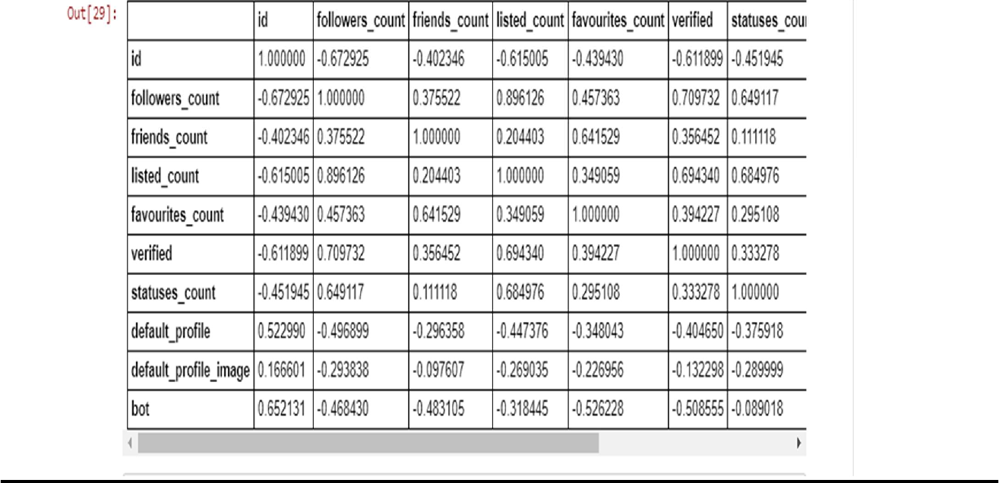 Out[29]:
id followers_count friends_count listed_count favourites_count verified statuses_cou
id 1.000000 -0.672925 -0.402346 -0.615005 -0.439430 -0.611899 -0.451945
followers_count -0.672925 1.000000 0.375522 0.896126 0.457363 0.709732 0.649117
friends_count -0.402346 0.375522 1.000000 0.204403 0.641529 0.356452 0.111118
listed_count -0.615005 0.896126 0.204403 1.000000 0.349059 0.694340 0.684976
favourites_count -0.439430 0.457363 0.641529 0.349059 1.000000 0.394227 0.295108
verified -0.611899 0.709732 0.356452 0.694340 0.394227 1.000000 0.333278
statuses_count -0.451945 0.649117 0.111118 0.684976 0.295108 0.333278 1.000000
default_profile 0.522990 -0.496899 -0.296358 -0.447376 -0.348043 -0.404650 -0.375918
default_profile_image 0.166601 -0.293838 -0.097607 -0.269035 -0.226956 -0.132298 -0.289999
bot 0.652131 -0.468430 -0.483105 -0.318445 -0.526228 -0.508555 -0.089018